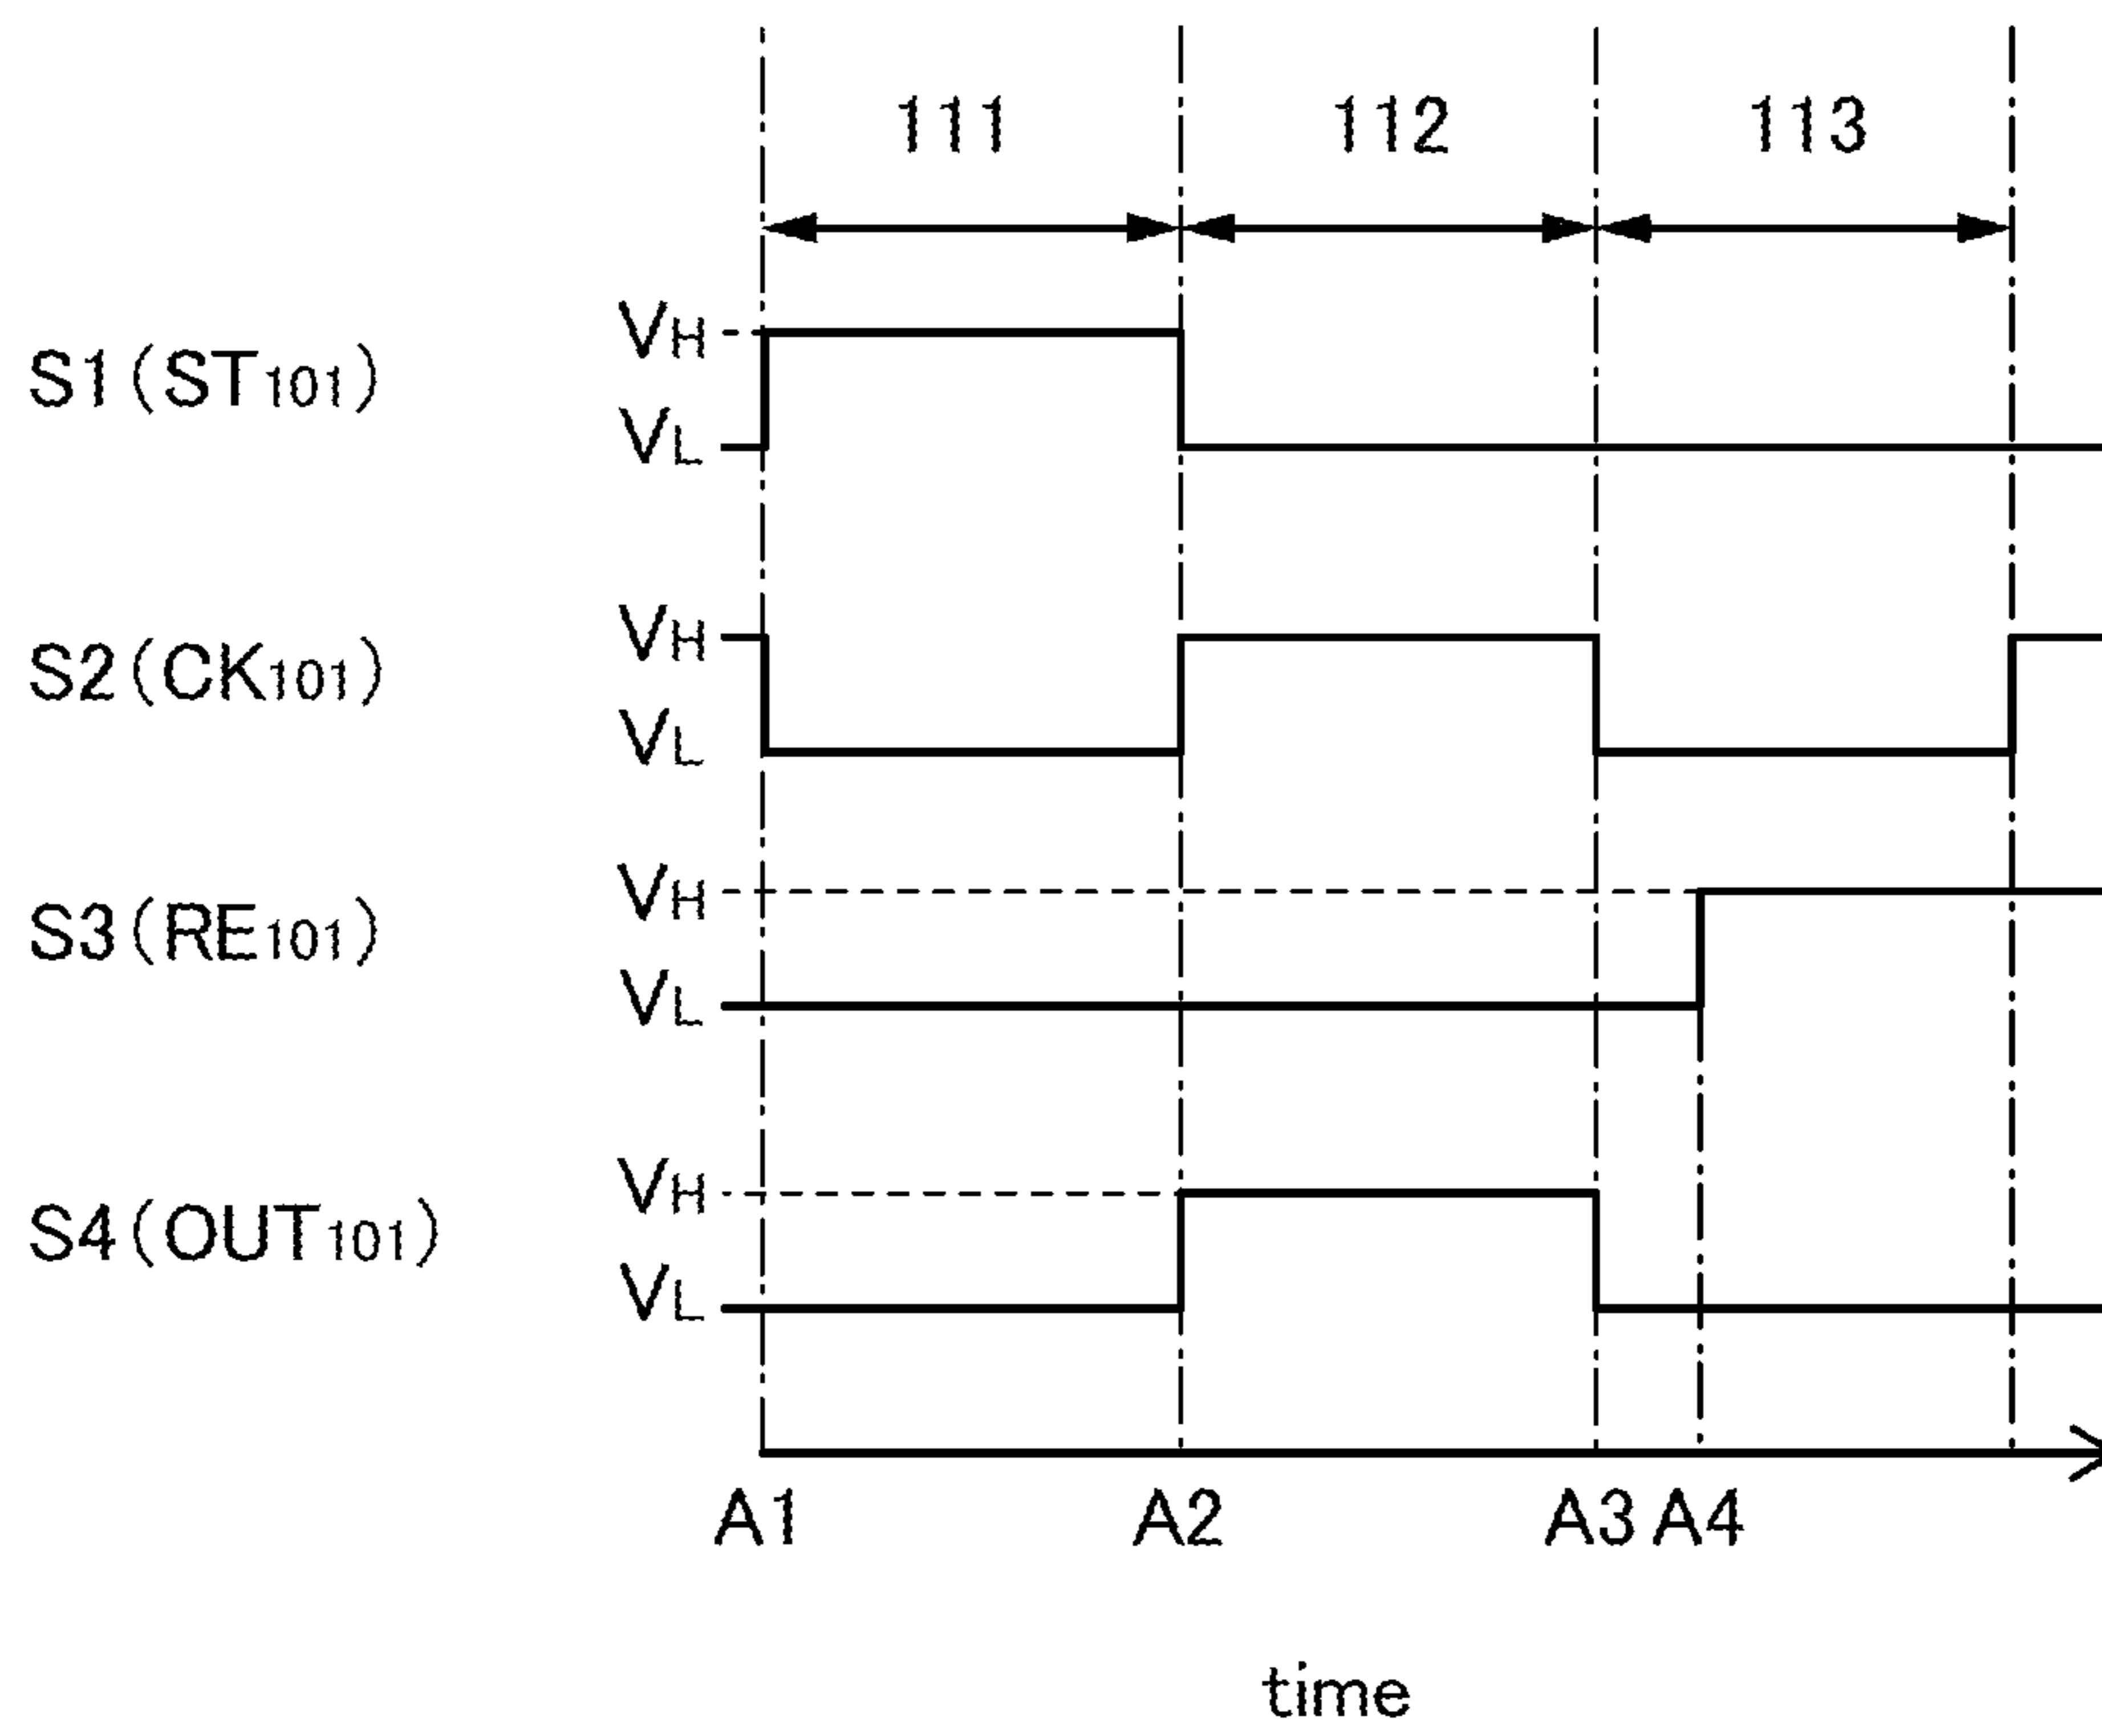 111 112 113
VH
S1(ST101)
VL
VH
S2(CK101)
VL
VH
S3(RE101)
VL
VH
S4(OUT101)
VL
A1 A2 A3 A4
time